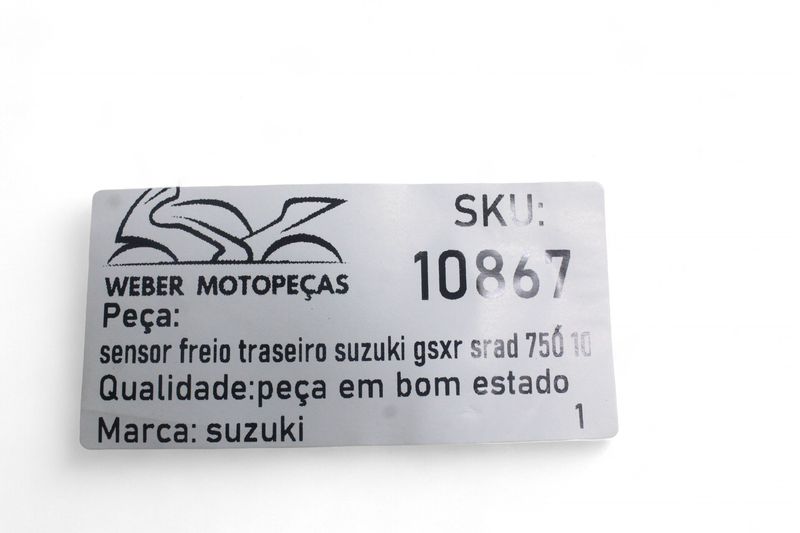 SKU:
10867
WEBER MOTOPEÇAS
Peça:
sensor freio traseiro suzuki gsxr srad 750 10
Qualidade:peça em bom estado
Marca: suzuki
1